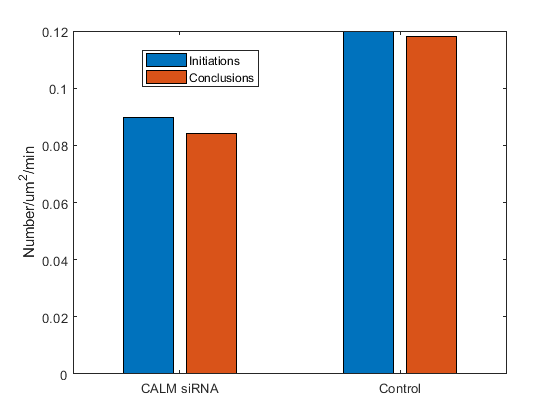 0.12
0.1
0.08
0.06
0.04
0.02
0
Number/um²/min
Initiations
Conclusions
CALM siRNA
Control